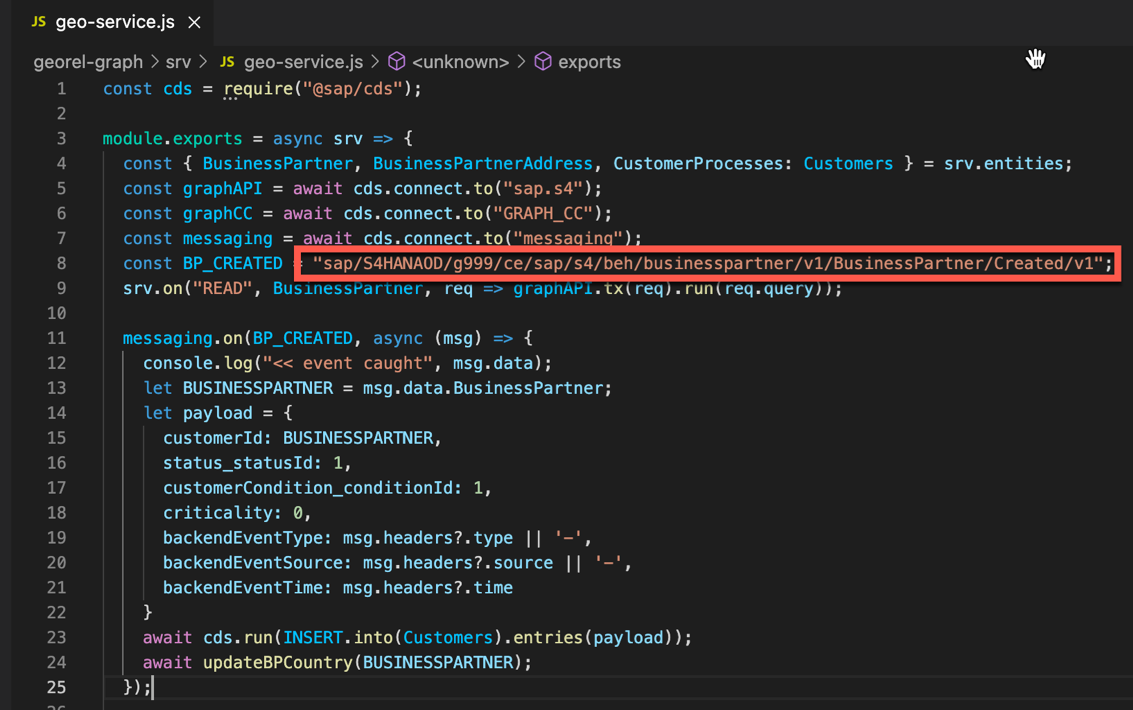 JS geo-service.js ×
georel-graph > srv > JS geo-service.js > <unknown> > exports
1 const cds = require("@sap/cds");
2
3 module.exports = async srv => {
4 const { BusinessPartner, BusinessPartnerAddress, CustomerProcesses: Customers } = srv.entities;
5 const graphAPI = await cds.connect.to("sap.s4");
6 const graphCC = await cds.connect.to("GRAPH_CC");
7 const messaging = await cds.connect.to("messaging");
8 const BP_CREATED = "sap/S4HANAOD/g999/ce/sap/s4/beh/businesspartner/v1/BusinessPartner/Created/v1";
9 srv.on("READ", BusinessPartner, req => graphAPI.tx(req).run(req.query));
10
11 messaging.on(BP_CREATED, async (msg) => {
12 console.log("<< event caught", msg.data);
13 let BUSINESSPARTNER = msg.data.BusinessPartner;
14 let payload = {
15 customerId: BUSINESSPARTNER,
16 status_statusId: 1,
17 customerCondition_conditionId: 1,
18 criticality: 0,
19 backendEventType: msg.headers?.type || '-',
20 backendEventSource: msg.headers?.source || '-',
21 backendEventTime: msg.headers?.time
22 }
23 await cds.run(INSERT.into(Customers).entries(payload));
24 await updateBPCountry(BUSINESSPARTNER);
25 });